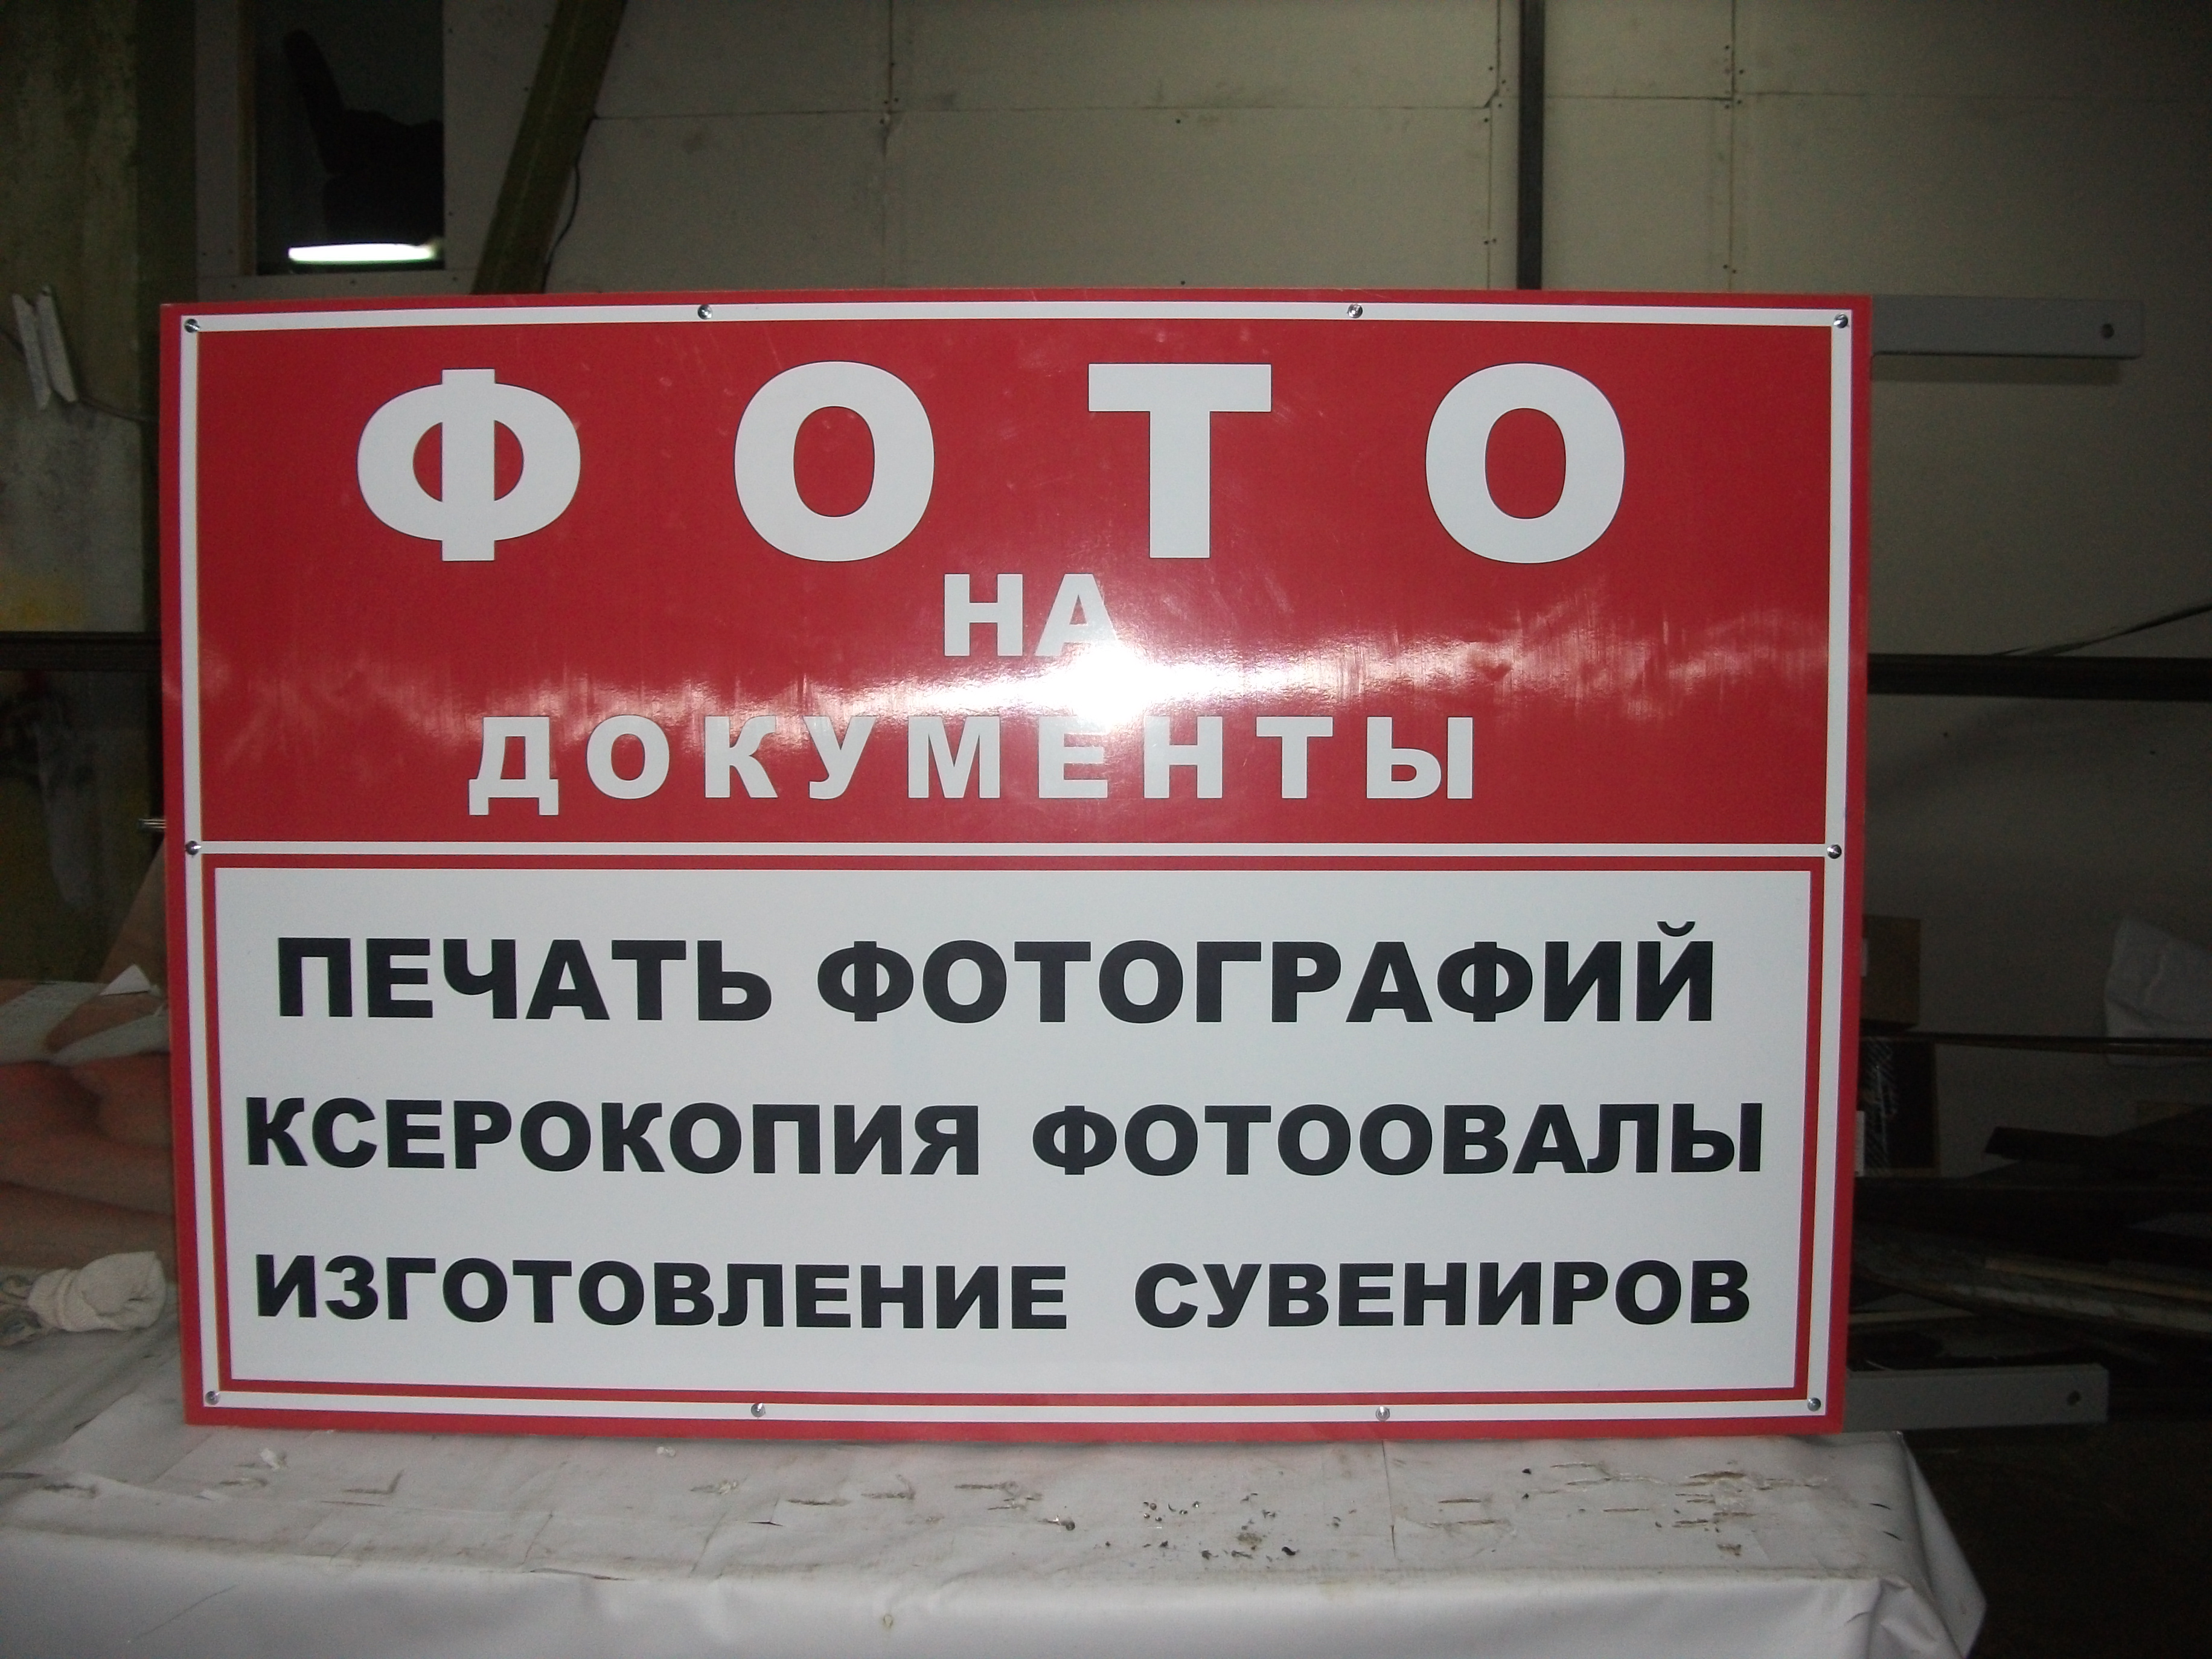 ФОТО
НА
ДОКУМЕНТЫ
ПЕЧАТЬ ФОТОГРАФИЙ
КСЕРОКОПИЯ ФОТООВАЛЫ
ИЗГОТОВЛЕНИЕ СУВЕНИРОВ